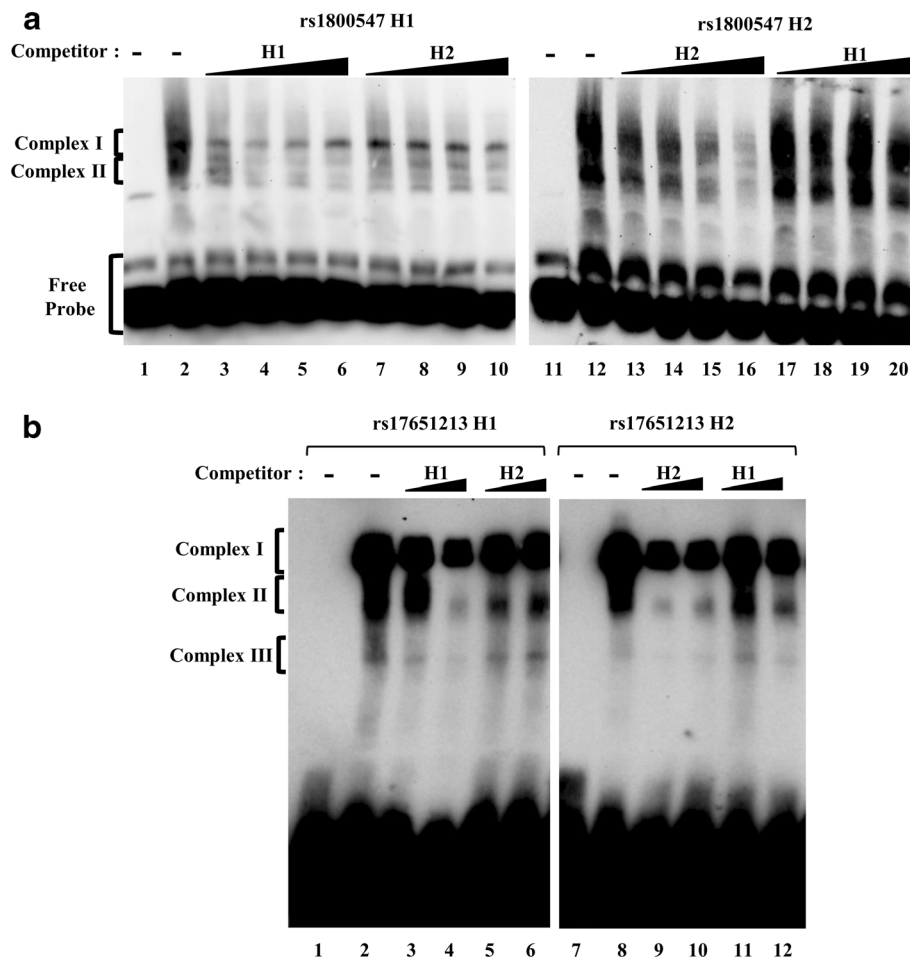 a
rs1800547 H1
rs1800547 H2
Competitor : - - H1 H2 - - H2 H1
Complex I
Complex II
Free
Probe
1 2 3 4 5 6 7 8 9 10 11 12 13 14 15 16 17 18 19 20
b
rs17651213 H1
rs17651213 H2
Competitor : - - H1 H2 - - H2 H1
Complex I
Complex II
Complex III
1 2 3 4 5 6 7 8 9 10 11 12